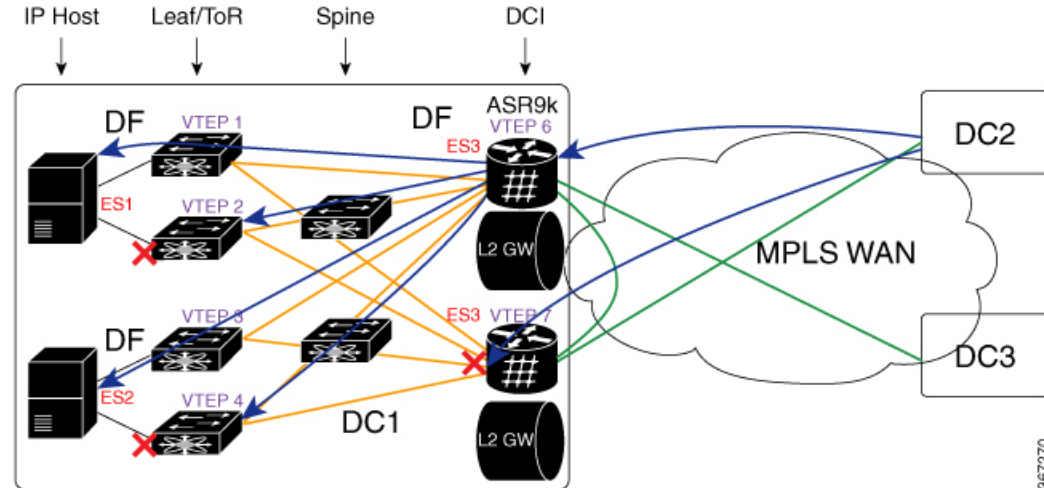 IP Host
Leaf/ToR
Spine
DCI
ASR9k
DF
VTEP 1
DF
VTEP 6
ES3
DC2
ES1
VTEP 2
L2 GW
MPLS WAN
ES3
VTEP 7
DF
VTEP 3
DC3
ES2
VTEP 4
DC1
L2 GW
367270